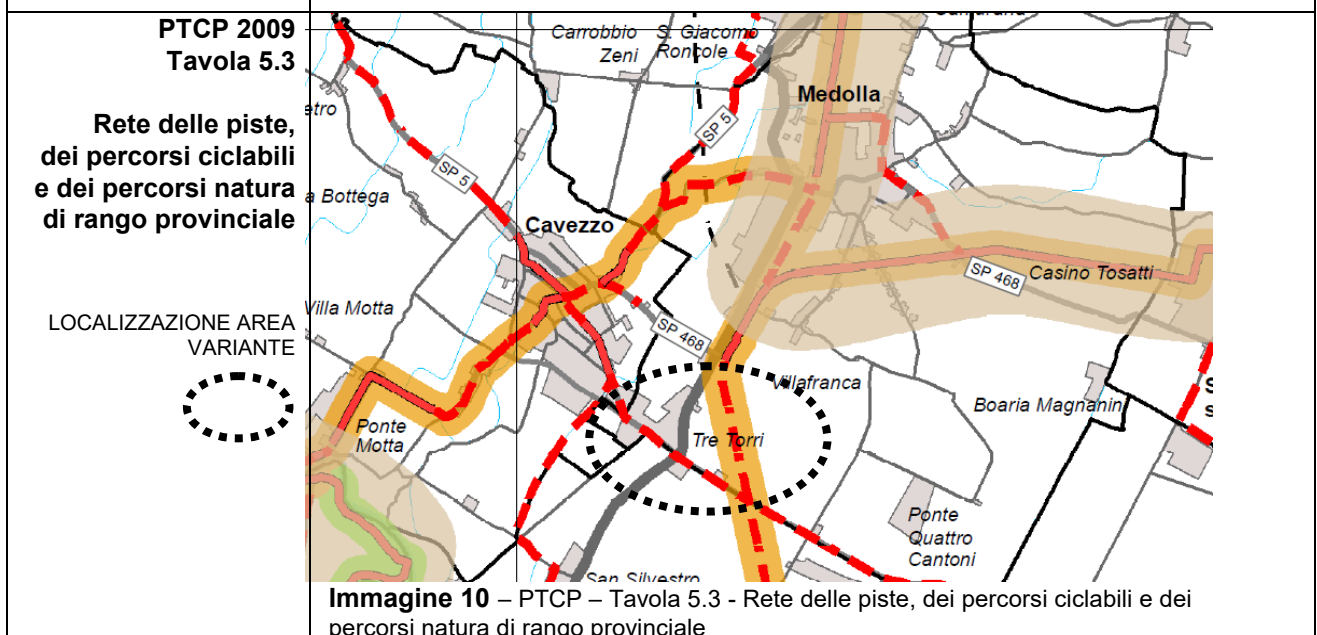 PTCP 2009
Tavola 5.3
Rete delle piste,
dei percorsi ciclabili
e dei percorsi natura
di rango provinciale
LOCALIZZAZIONE AREA
VARIANTE
Carrobbio
Zeni
S. Giacomo
Roncole
Medolla
etro
SP 5
SP 5
a Bottega
Cavezzo
SP 468
Casino Tosatti
Villa Motta
SP 468
Villafranca
Boaria Magnanin
S
s
Ponte
Motta
Tre Torri
Ponte
Quattro
Cantoni
San Silvestro
Immagine 10 – PTCP – Tavola 5.3 - Rete delle piste, dei percorsi ciclabili e dei
percorsi natura di rango provinciale